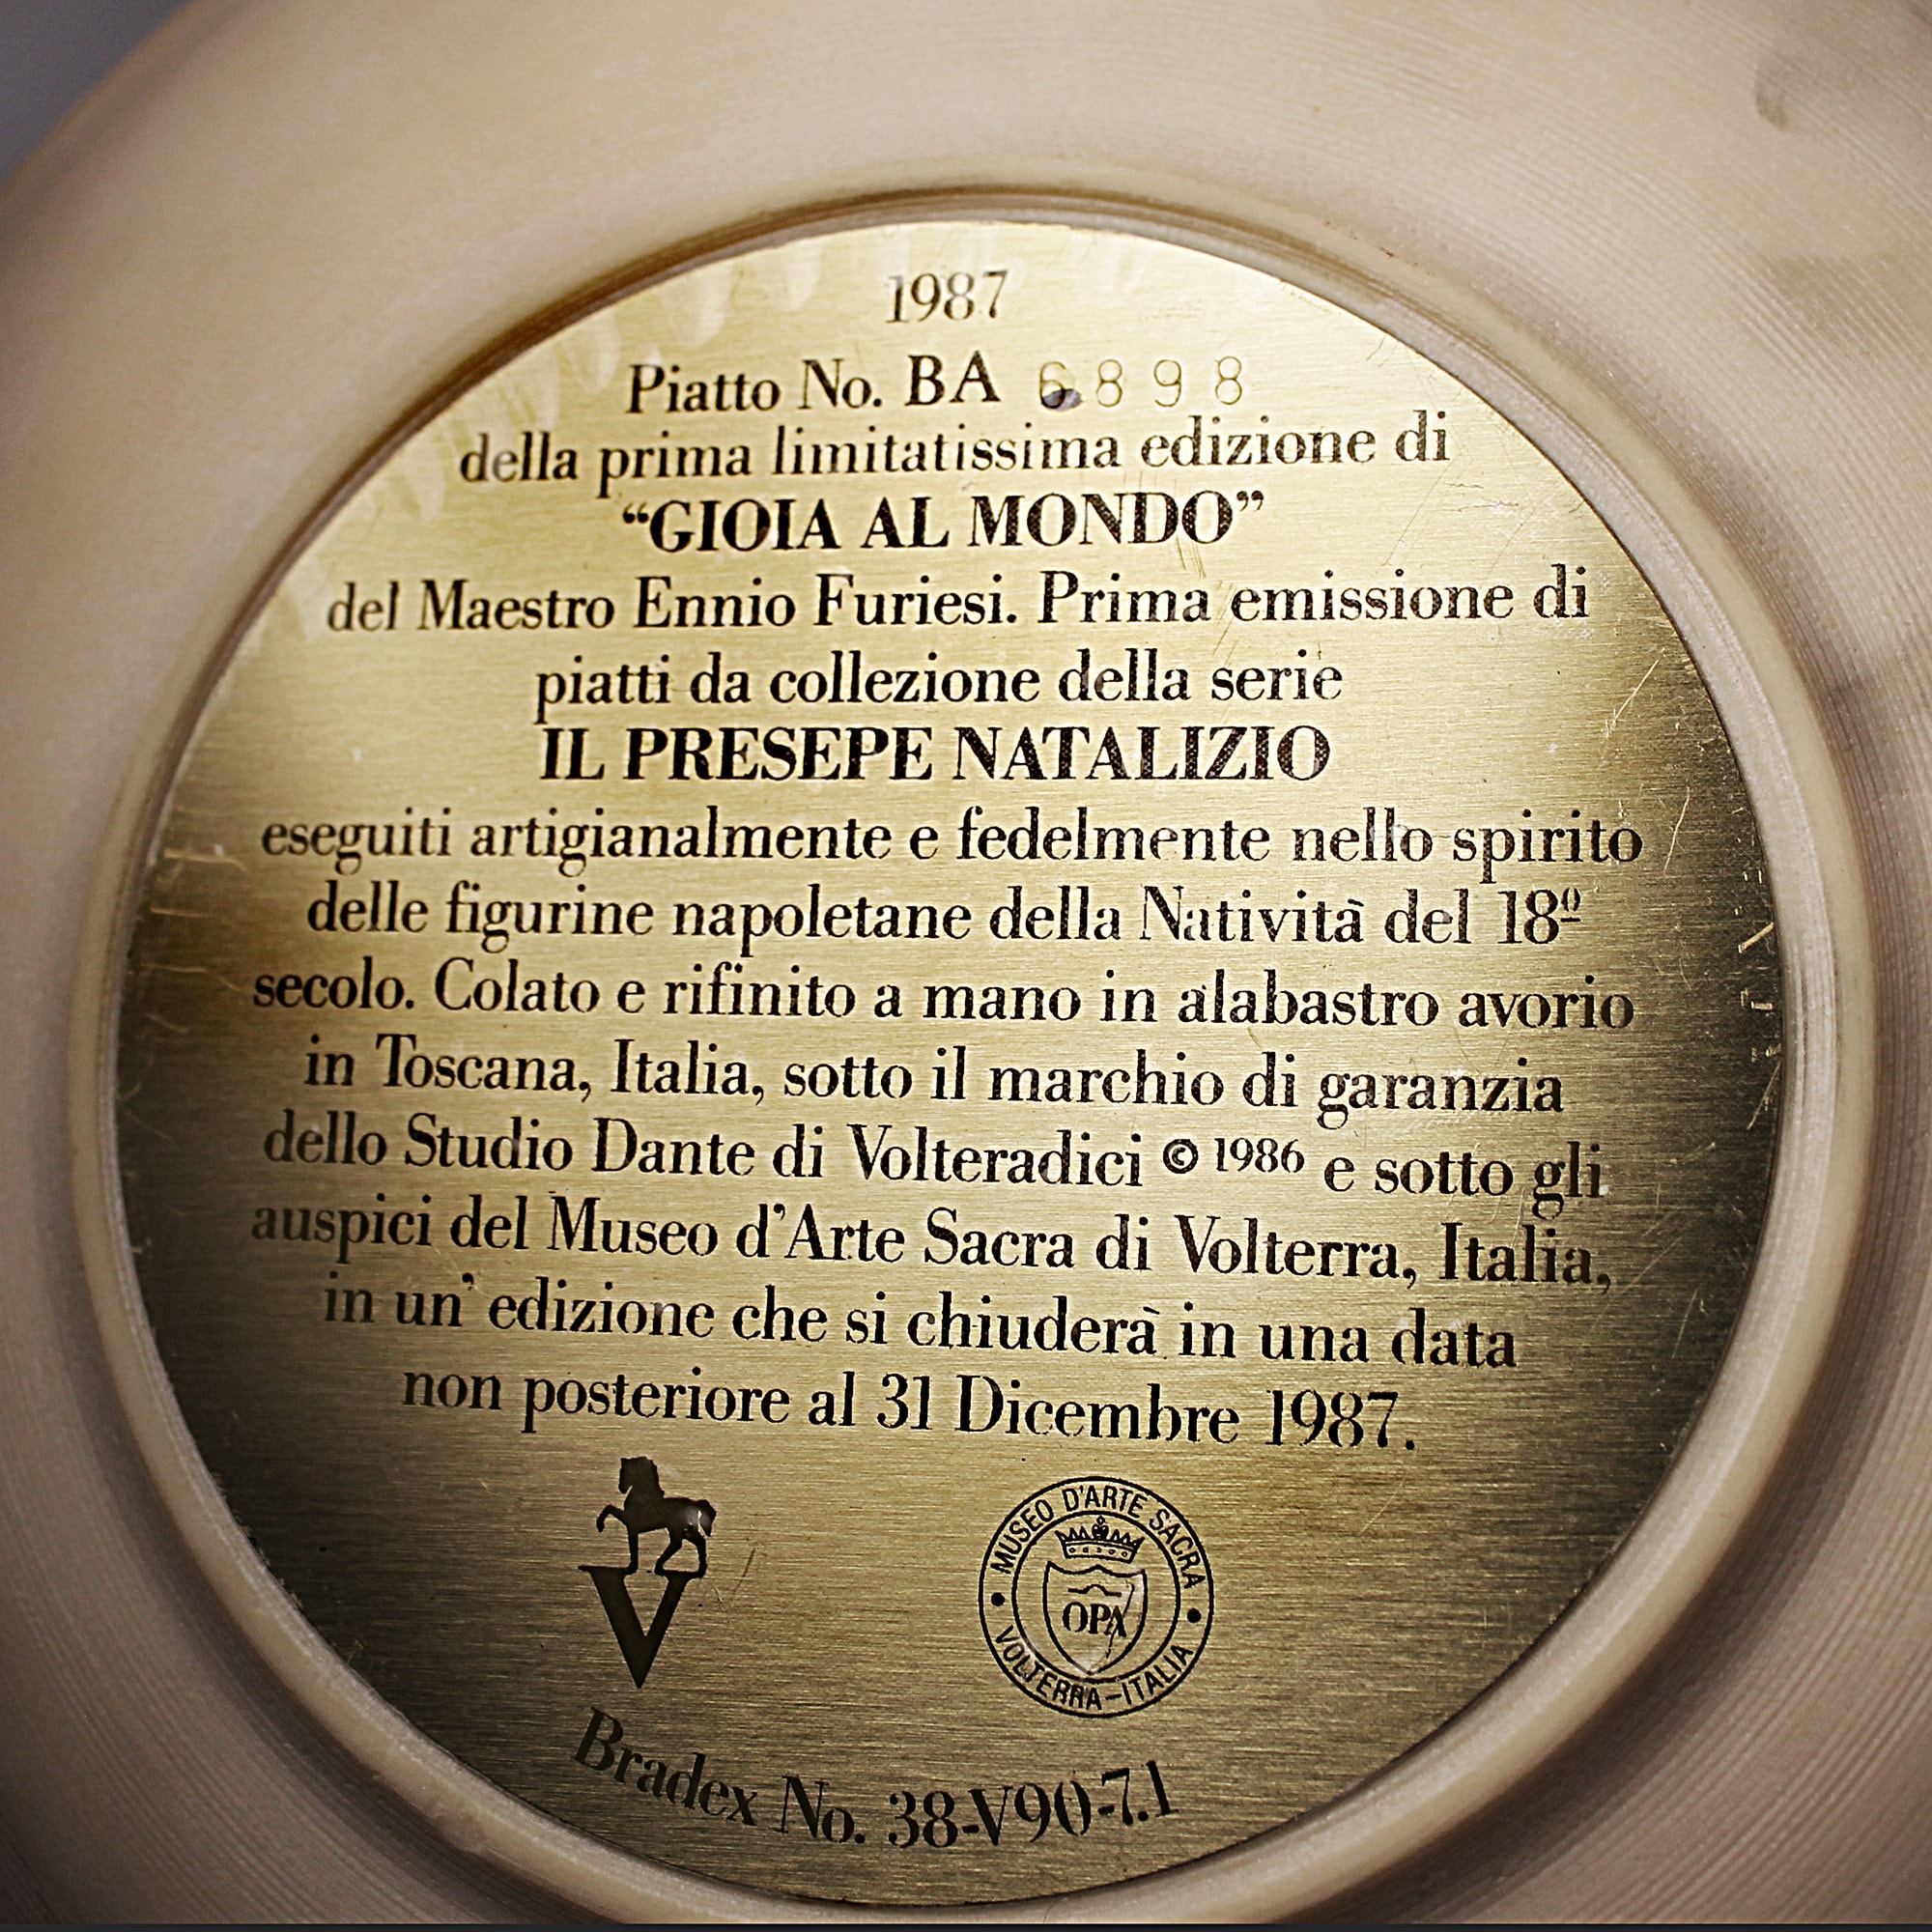 1987
Piatto No. BA 6898
della prima limitatissima edizione di
“GIOIA AL MONDO”
del Maestro Ennio Furiesi. Prima emissione di
piatti da collezione della serie
IL PRESEPE NATALIZIO
eseguiti artigianalmente e fedelmente nello spirito
delle figurine napoletane della Natività del 18º
secolo. Colato e rifinito a mano in alabastro avorio
in Toscana, Italia, sotto il marchio di garanzia
dello Studio Dante di Volteradici © 1986 e sotto gli
auspici del Museo d’Arte Sacra di Volterra, Italia,
in un’ edizione che si chiuderà in una data
non posteriore al 31 Dicembre 1987.
V
MUSEO D'ARTE SACRA
OPA
VOLTERRA-ITALIA
Bradex No. 38-V90-7.1